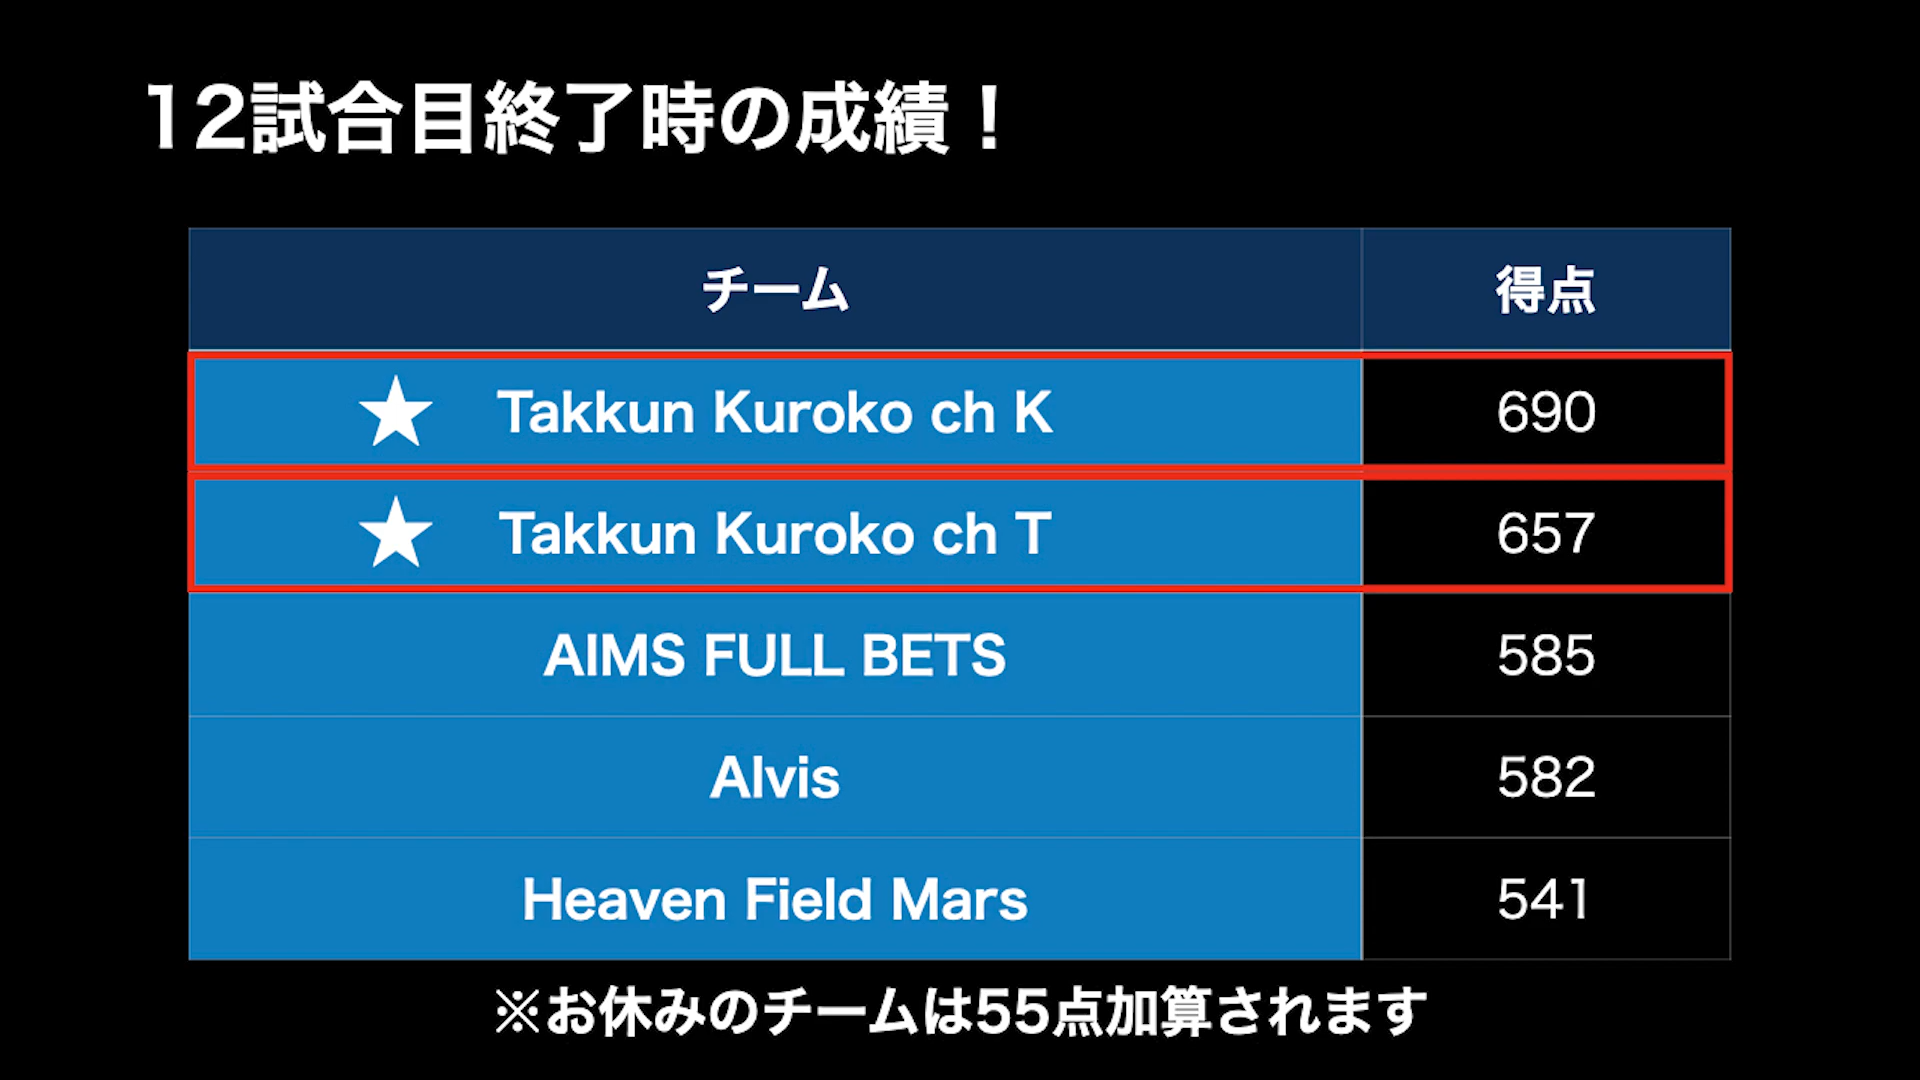 12試合目終了時の成績！
チーム 得点
★ Takkun Kuroko ch K 690
★ Takkun Kuroko ch T 657
AIMS FULL BETS 585
Alvis 582
Heaven Field Mars 541
※お休みのチームは55点加算されます